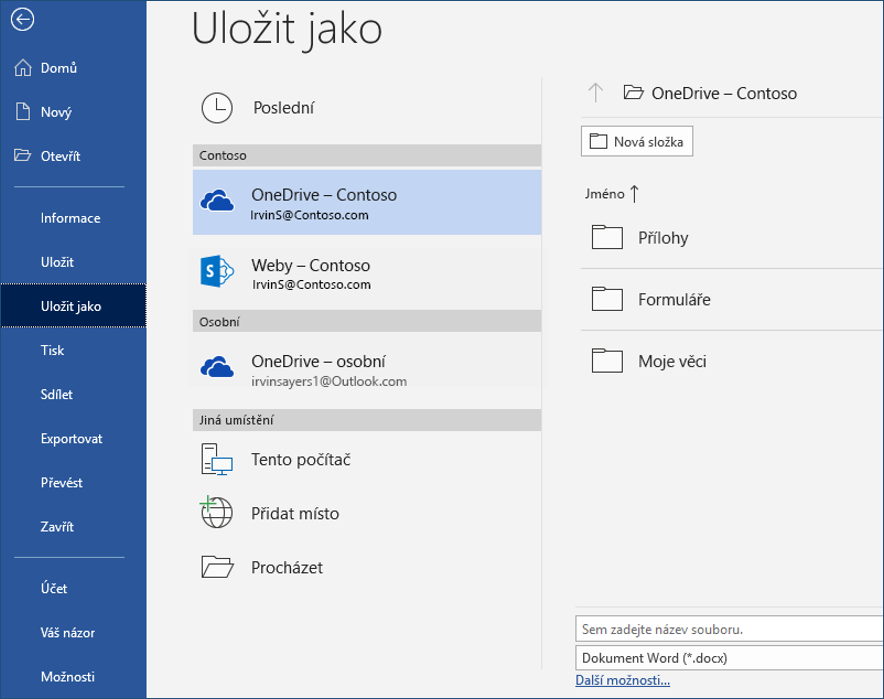 Uložit jako
Domů
Nový
Otevřít
Informace
Uložit
Uložit jako
Tisk
Sdílet
Exportovat
Převést
Zavřít
Účet
Váš názor
Možnosti
Poslední
Contoso
OneDrive – Contoso
IrvinS@Contoso.com
Weby – Contoso
IrvinS@Contoso.com
Osobní
OneDrive – osobní
irvinsayers1@Outlook.com
Jiná umístění
Tento počítač
Přidat místo
Procházet
OneDrive – Contoso
Nová složka
Jméno ↑
Přílohy
Formuláře
Moje věci
Sem zadejte název souboru.
Dokument Word (*.docx)
Další možnosti...